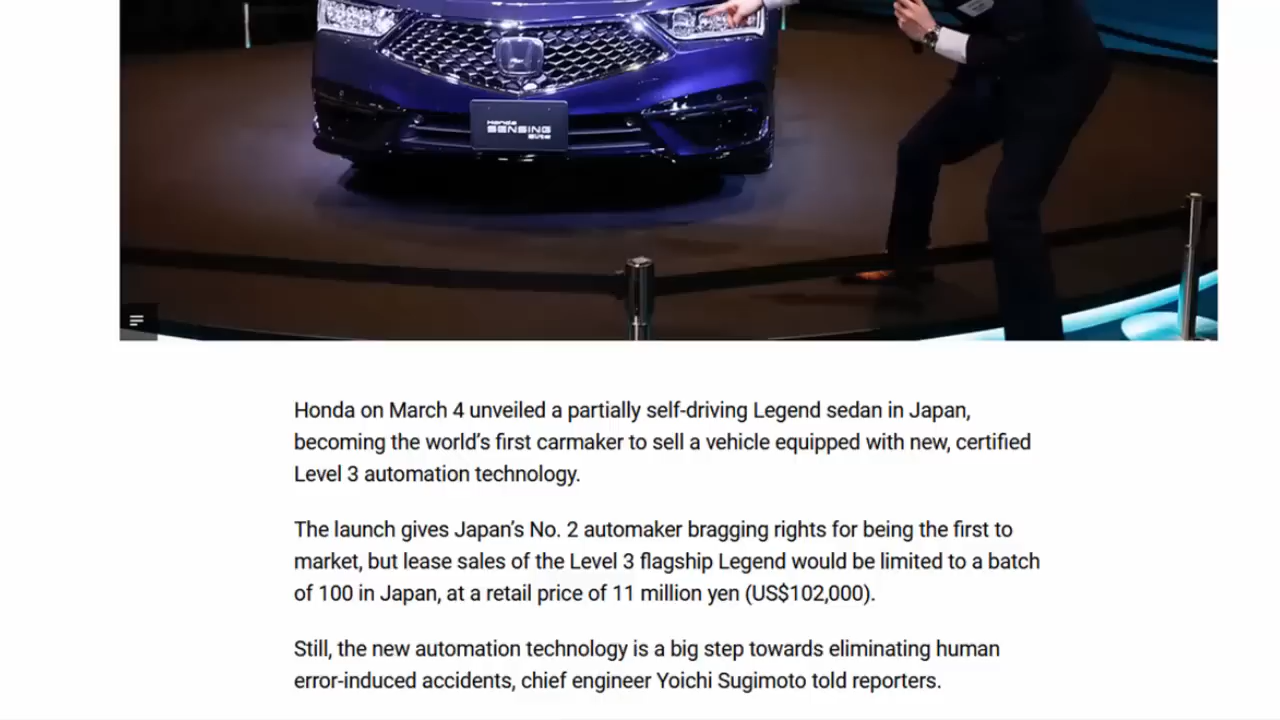 Honda
SENSING
Elite
Honda on March 4 unveiled a partially self-driving Legend sedan in Japan,
becoming the world’s first carmaker to sell a vehicle equipped with new, certified
Level 3 automation technology.
The launch gives Japan’s No. 2 automaker bragging rights for being the first to
market, but lease sales of the Level 3 flagship Legend would be limited to a batch
of 100 in Japan, at a retail price of 11 million yen (US$102,000).
Still, the new automation technology is a big step towards eliminating human
error-induced accidents, chief engineer Yoichi Sugimoto told reporters.